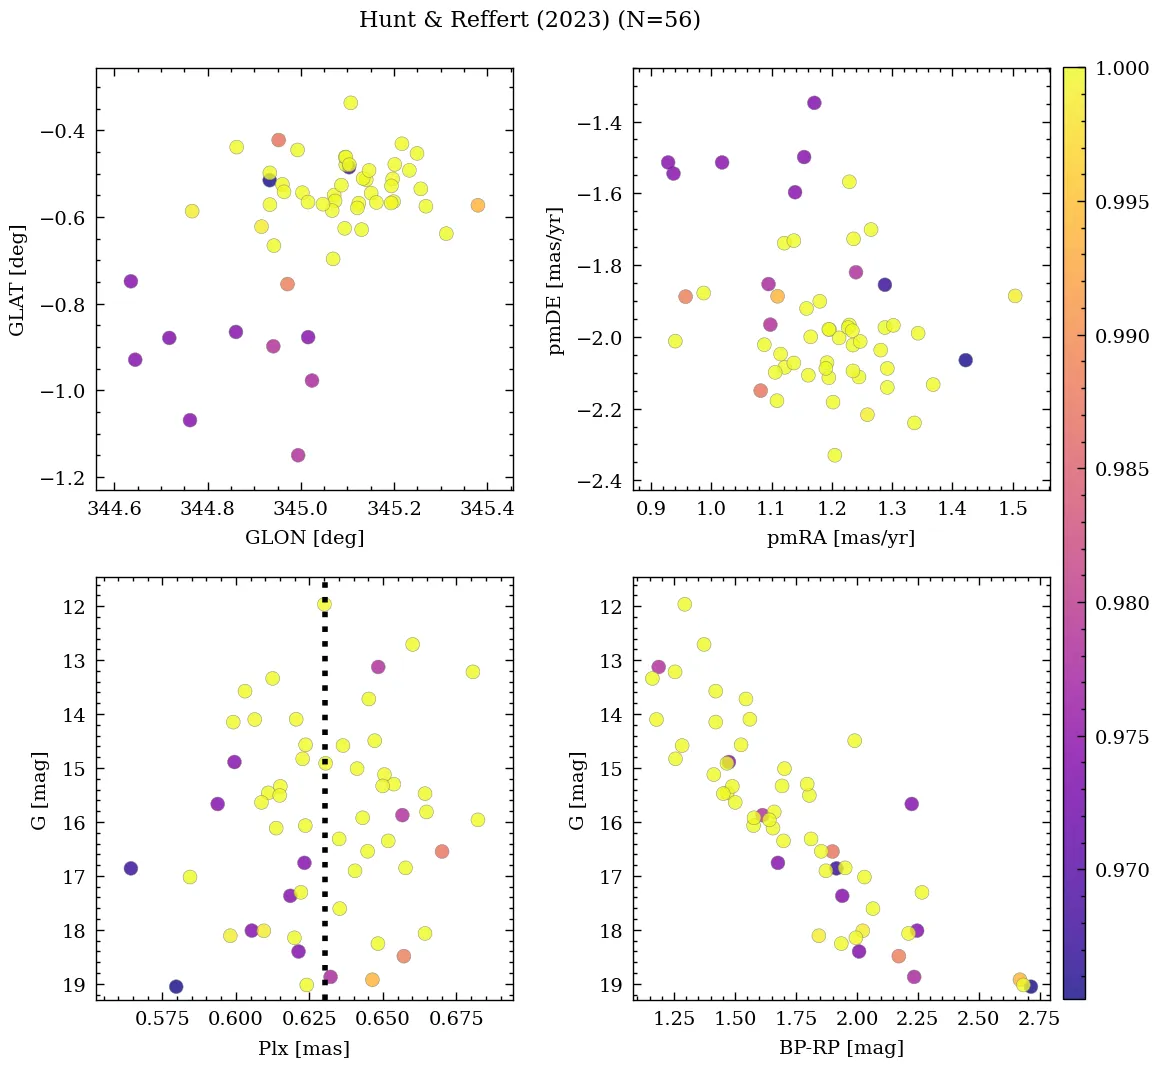 Hunt & Reffert (2023) (N=56)
−0.4
−0.6
−0.8
−1.0
−1.2
GLAT [deg]
344.6 344.8 345.0 345.2 345.4
GLON [deg]
−1.4
−1.6
−1.8
−2.0
−2.2
−2.4
pmDE [mas/yr]
0.9 1.0 1.1 1.2 1.3 1.4 1.5
pmRA [mas/yr]
12
13
14
15
16
17
18
19
G [mag]
0.575 0.600 0.625 0.650 0.675
Plx [mas]
12
13
14
15
16
17
18
19
G [mag]
1.25 1.50 1.75 2.00 2.25 2.50 2.75
BP-RP [mag]
1.000
0.995
0.990
0.985
0.980
0.975
0.970